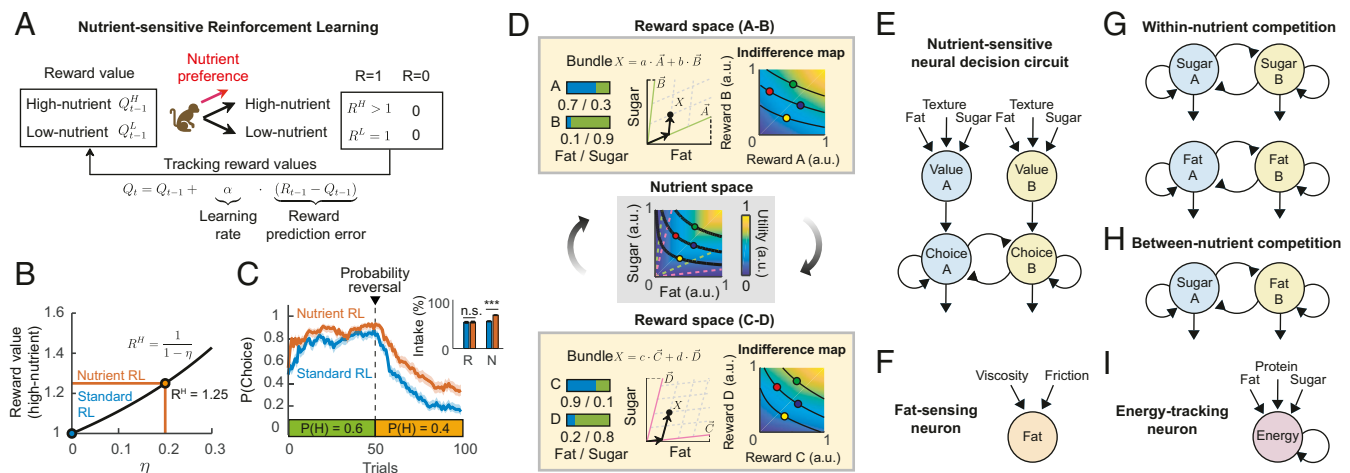 A
Nutrient-sensitive Reinforcement Learning
Reward value
Nutrient
preference
R=1 R=0
High-nutrient Q^H_{t-1}
High-nutrient
R^H > 1 0
Low-nutrient Q^L_{t-1}
Low-nutrient
R^L = 1 0
Tracking reward values
Q_t = Q_{t-1} + α · (R_{t-1} − Q_{t-1})
Learning
rate
Reward
prediction error
B
Reward value
(high-nutrient)
1.6
1.4
1.2
1
R^H = 1/(1 − η)
Nutrient RL
Standard
RL
R^H = 1.25
0 0.1 0.2 0.3
η
C
Probability
reversal
P(Choice)
1
0.8
0.6
0.4
0.2
0
Nutrient RL
Standard RL
P(H) = 0.6
P(H) = 0.4
0 50 100
Trials
Intake (%)
100
0
n.s. ***
R N
D
Reward space (A-B)
Bundle X = a · A⃗ + b · B⃗
Indifference map
A
0.7 / 0.3
B
0.1 / 0.9
Fat / Sugar
Sugar
B⃗
X
A⃗
Fat
Reward B (a.u.)
1
0
1
Reward A (a.u.)
Nutrient space
Sugar (a.u.)
1
0
1
Fat (a.u.)
1
0
Utility (a.u.)
Reward space (C-D)
Bundle X = c · C⃗ + d · D⃗
Indifference map
C
0.9 / 0.1
D
0.2 / 0.8
Fat / Sugar
Sugar
D⃗
X
C⃗
Fat
Reward D (a.u.)
1
0
1
Reward C (a.u.)
E
Nutrient-sensitive
neural decision circuit
Texture Texture
Fat Sugar Fat Sugar
Value
A
Value
B
Choice
A
Choice
B
F
Viscosity Friction
Fat-sensing
neuron
Fat
G
Within-nutrient competition
Sugar
A
Sugar
B
Fat
A
Fat
B
H
Between-nutrient competition
Sugar
A
Fat
B
I
Protein
Fat Sugar
Energy-tracking
neuron
Energy